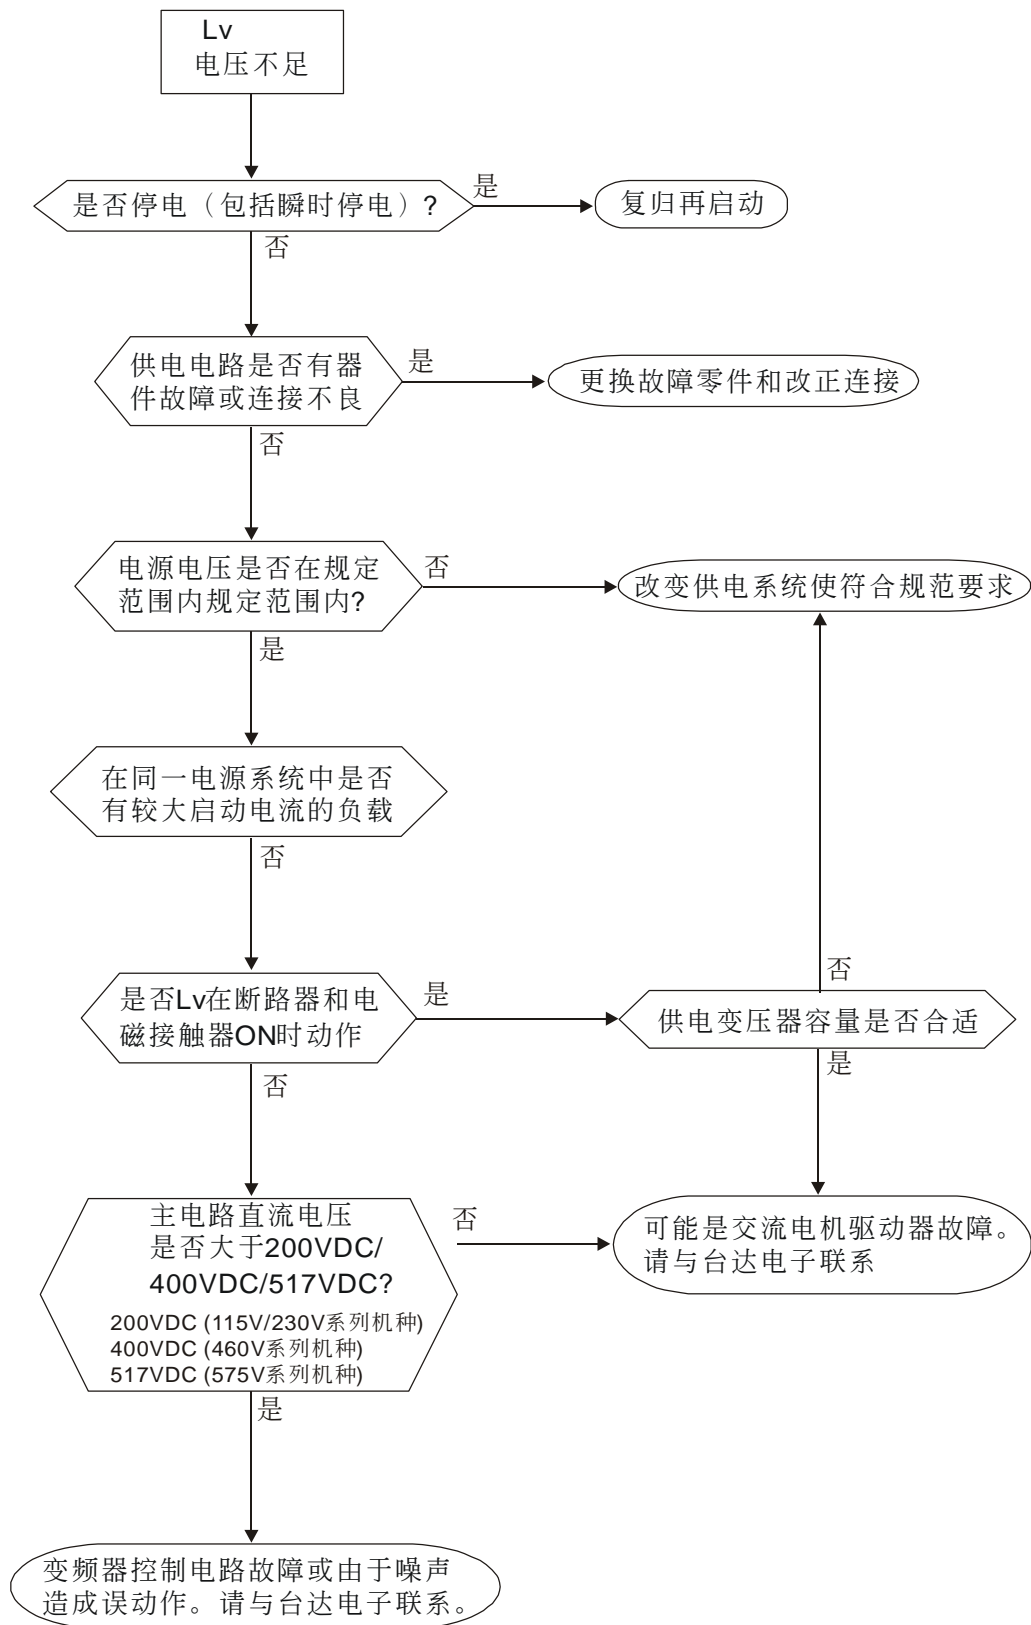 Lv
电压不足
是否停电（包括瞬时停电）?
是
复归再启动
否
供电电路是否有器
件故障或连接不良
是
更换故障零件和改正连接
否
电源电压是否在规定
范围内规定范围内?
否
改变供电系统使符合规范要求
是
在同一电源系统中是否
有较大启动电流的负载
否
是否Lv在断路器和电
磁接触器ON时动作
是
否
供电变压器容量是否合适
是
否
主电路直流电压
是否大于200VDC/
400VDC/517VDC?
200VDC (115V/230V系列机种)
400VDC (460V系列机种)
517VDC (575V系列机种)
否
可能是交流电机驱动器故障。
请与台达电子联系
是
变频器控制电路故障或由于噪声
造成误动作。请与台达电子联系。